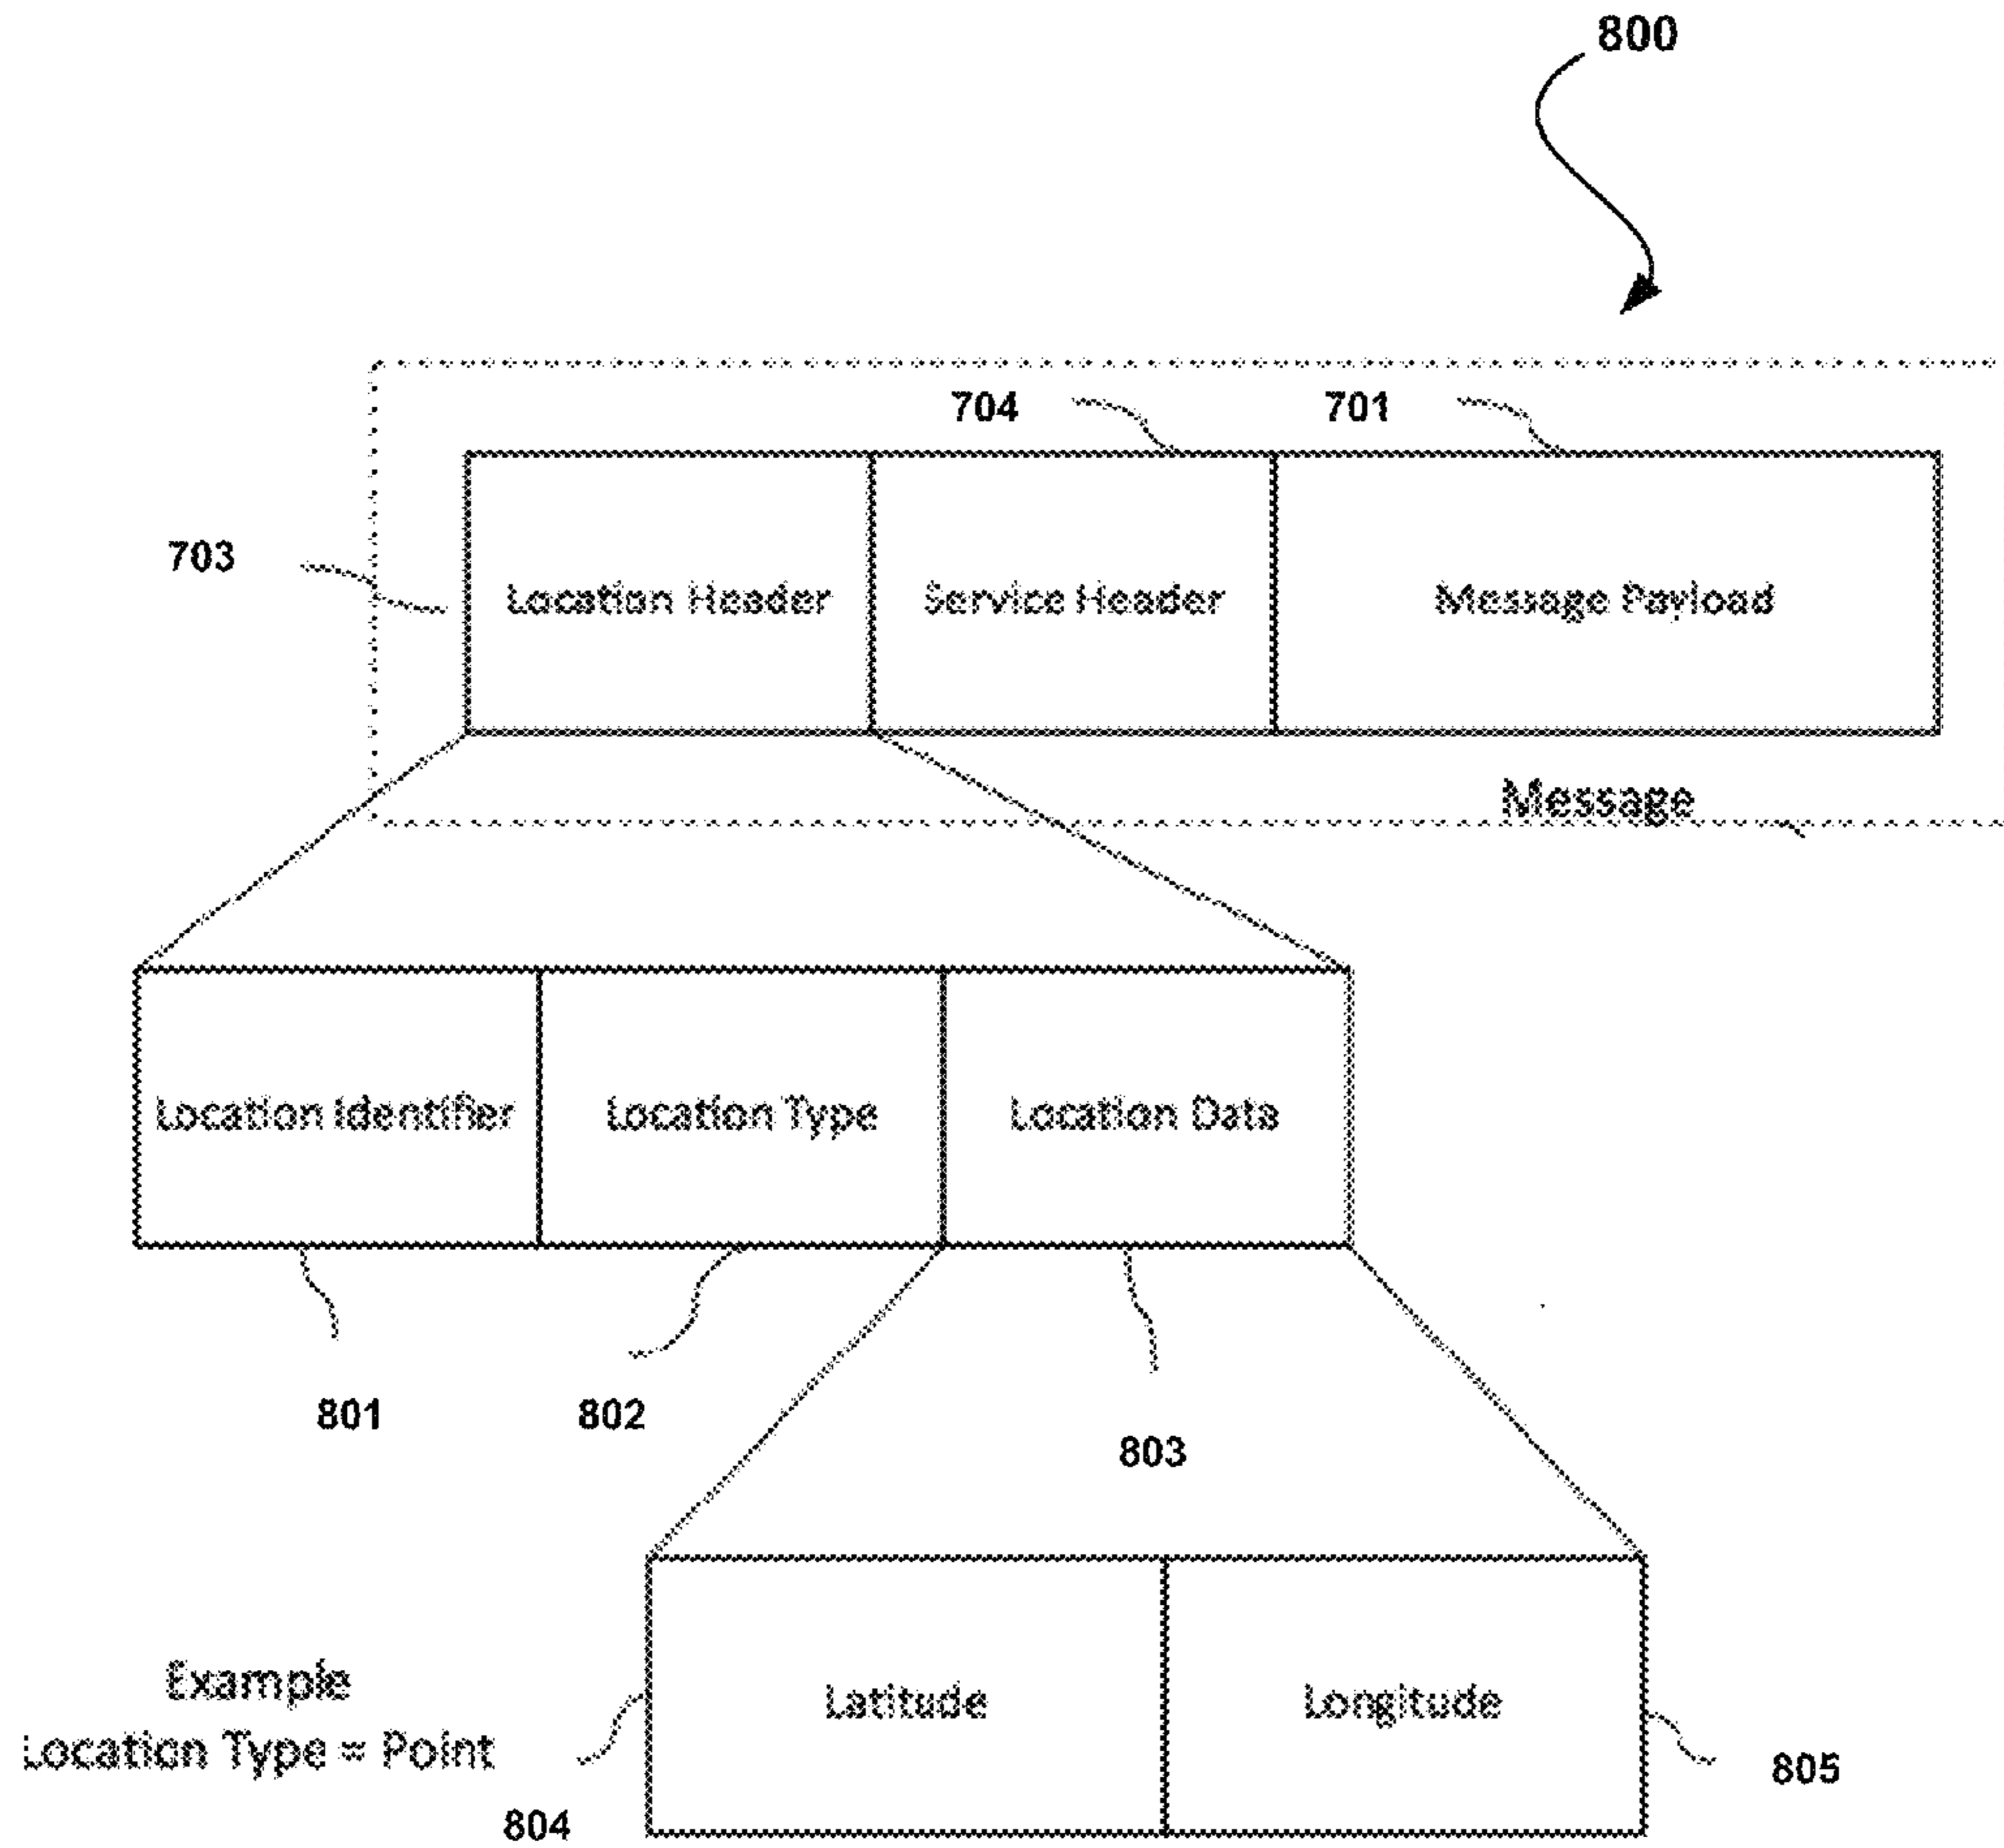 800
704
701
703
Location Header
Service Header
Message Payload
Message
Location Identifier
Location Type
Location Data
801
802
803
Example
Location Type = Point
Latitude
Longitude
804
805